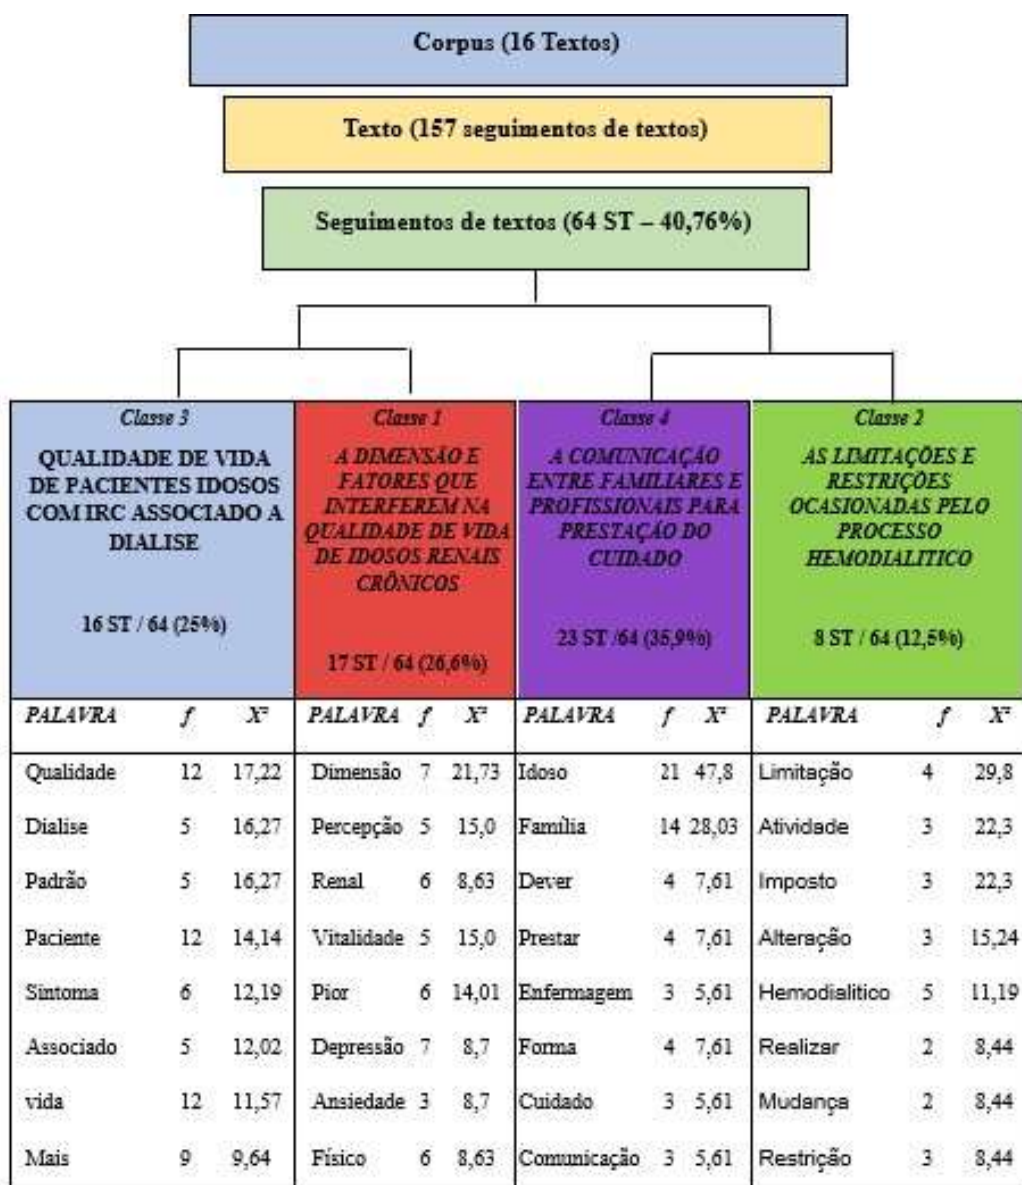 Corpus (16 Textos)
Texto (157 seguimentos de textos)
Seguimentos de textos (64 ST – 40,76%)
Classe 3
QUALIDADE DE VIDA
DE PACIENTES IDOSOS
COM IRC ASSOCIADO A
DIALISE
16 ST / 64 (25%)
Classe 1
A DIMENSÃO E
FATORES QUE
INTERFEREM NA
QUALIDADE DE VIDA
DE IDOSOS RENAIS
CRÔNICOS
17 ST / 64 (26,6%)
Classe 4
A COMUNICAÇÃO
ENTRE FAMILIARES E
PROFISSIONAIS PARA
PRESTAÇÃO DO
CUIDADO
23 ST /64 (35,9%)
Classe 2
AS LIMITAÇÕES E
RESTRIÇÕES
OCASIONADAS PELO
PROCESSO
HEMODIALITICO
8 ST / 64 (12,5%)
PALAVRA f X² PALAVRA f X² PALAVRA f X² PALAVRA f X²
Qualidade 12 17,22 Dimensão 7 21,73 Idoso 21 47,8 Limitação 4 29,8
Dialise 5 16,27 Percepção 5 15,0 Família 14 28,03 Atividade 3 22,3
Padrão 5 16,27 Renal 6 8,63 Dever 4 7,61 Imposto 3 22,3
Paciente 12 14,14 Vitalidade 5 15,0 Prestar 4 7,61 Alteração 3 15,24
Sintoma 6 12,19 Pior 6 14,01 Enfermagem 3 5,61 Hemodialitico 5 11,19
Associado 5 12,02 Depressão 7 8,7 Forma 4 7,61 Realizar 2 8,44
vida 12 11,57 Ansiedade 3 8,7 Cuidado 3 5,61 Mudança 2 8,44
Mais 9 9,64 Físico 6 8,63 Comunicação 3 5,61 Restrição 3 8,44